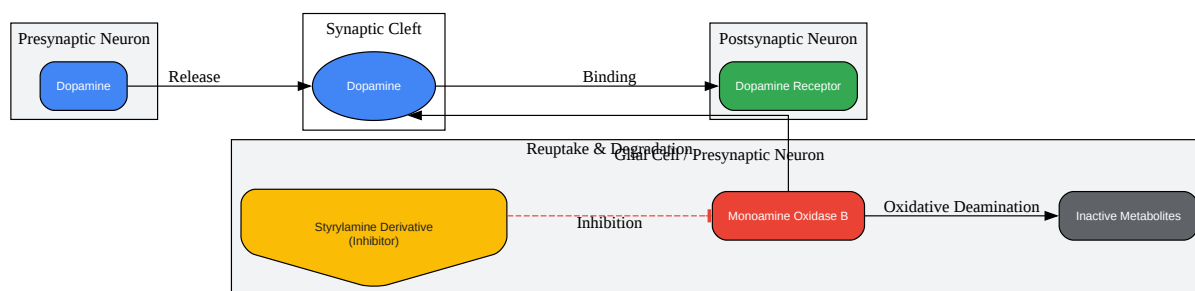 Presynaptic Neuron
Dopamine
Release
Synaptic Cleft
Dopamine
Binding
Postsynaptic Neuron
Dopamine Receptor
Reuptake & Degradation
Glial Cell / Presynaptic Neuron
Styrylamine Derivative
(Inhibitor)
Inhibition
Monoamine Oxidase B
Oxidative Deamination
Inactive Metabolites